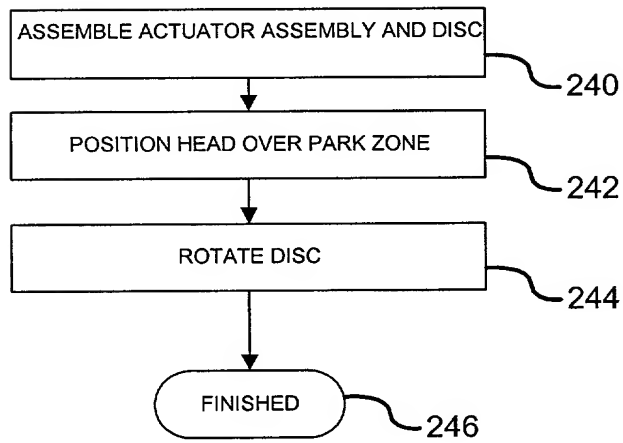 ASSEMBLE ACTUATOR ASSEMBLY AND DISC
240
POSITION HEAD OVER PARK ZONE
242
ROTATE DISC
244
FINISHED
246